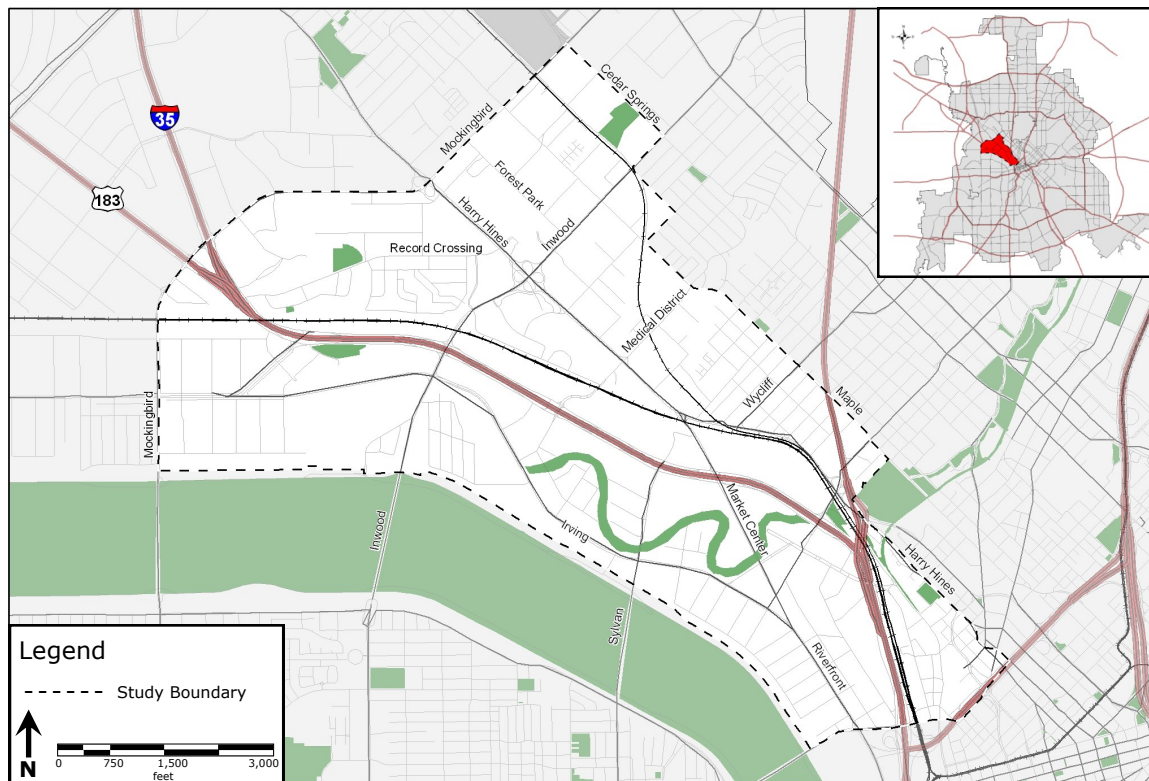 Cedar Springs
Mockingbird
35
183
Forest Park
Harry Hines
Inwood
Record Crossing
Medical District
Wycliff
Maple
Mockingbird
Market Center
Inwood
Irving
Harry Hines
Sylvan
Riverfront
Legend
Study Boundary
N
0 750 1,500 3,000
feet